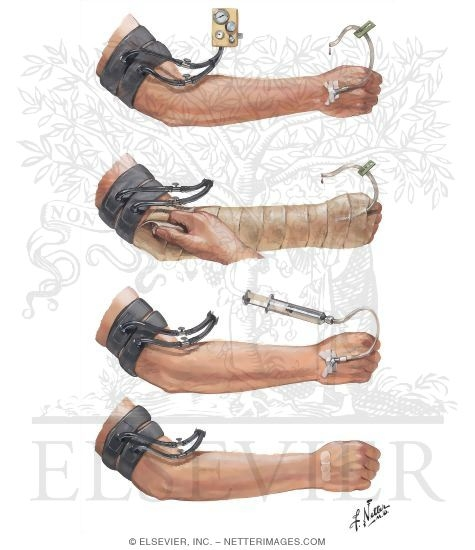 NON
ELSEVIER
F. Netter
M.D.
© ELSEVIER, INC. – NETTERIMAGES.COM